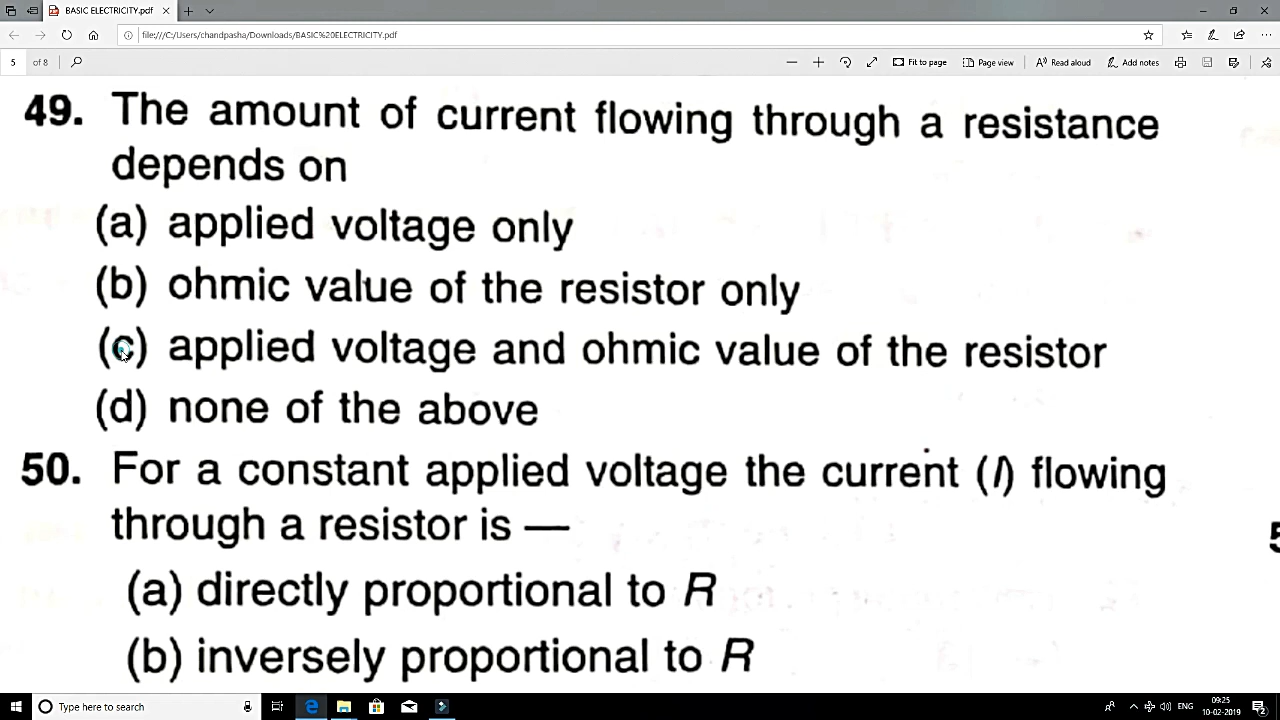 BASIC ELECTRICITY.pdf
file:///C:/Users/chandpasha/Downloads/BASIC%20ELECTRICITY.pdf
5 of 8 Fit to page Page view Read aloud Add notes
49. The amount of current flowing through a resistance
depends on
(a) applied voltage only
(b) ohmic value of the resistor only
(c) applied voltage and ohmic value of the resistor
(d) none of the above
50. For a constant applied voltage the current (I) flowing
through a resistor is —
(a) directly proportional to R
(b) inversely proportional to R
5
Type here to search
ENG
09:25
10-02-2019
2